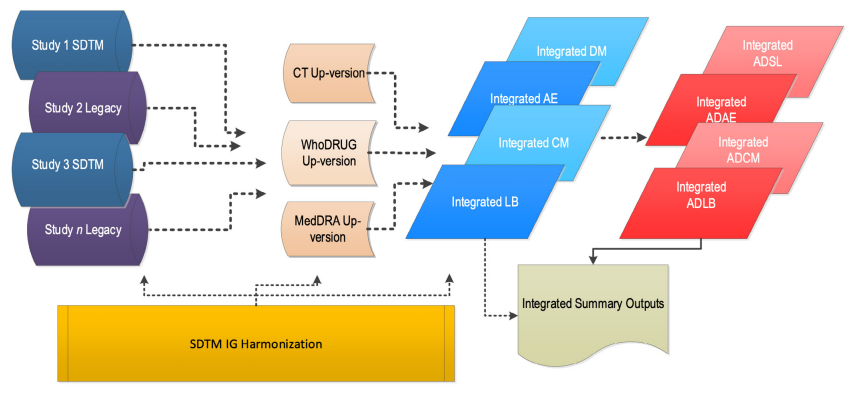 Study 1 SDTM
Study 2 Legacy
Study 3 SDTM
Study n Legacy
CT Up-version
WhoDRUG
Up-version
MedDRA Up-
version
Integrated DM
Integrated AE
Integrated CM
Integrated LB
Integrated
ADSL
Integrated
ADAE
Integrated
ADCM
Integrated
ADLB
Integrated Summary Outputs
SDTM IG Harmonization